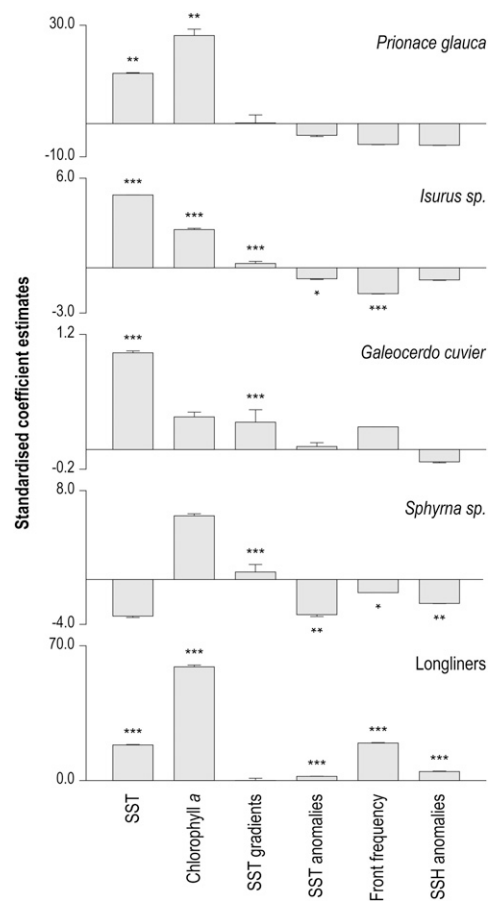 30.0
**
**
Prionace glauca
-10.0
6.0
***
***
***
*
***
Isurus sp.
-3.0
1.2
***
***
Galeocerdo cuvier
-0.2
8.0
***
**
*
**
Sphyrna sp.
-4.0
70.0
***
***
***
***
***
Longliners
0.0
Standardised coefficient estimates
SST
Chlorophyll a
SST gradients
SST anomalies
Front frequency
SSH anomalies